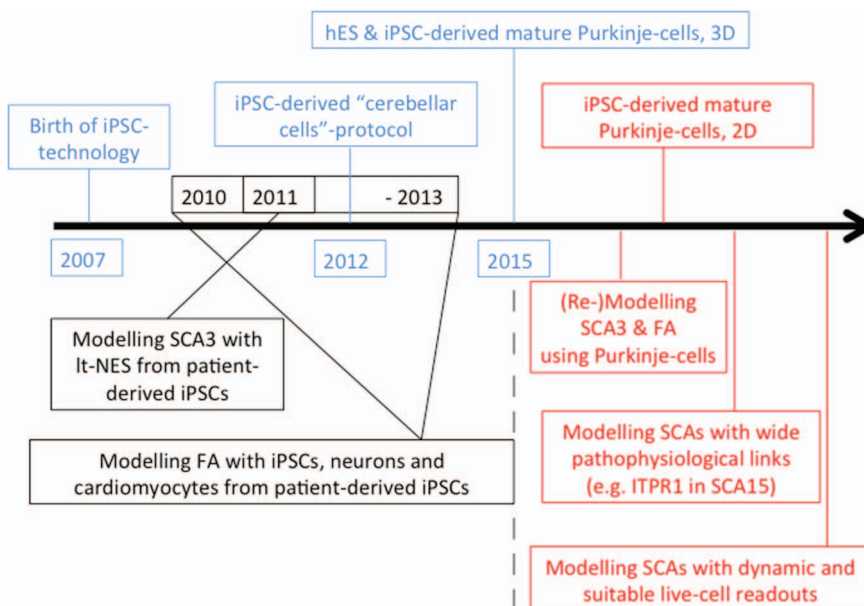 hES & iPSC-derived mature Purkinje-cells, 3D
Birth of iPSC-
technology
iPSC-derived “cerebellar
cells”-protocol
iPSC-derived mature
Purkinje-cells, 2D
2010
2011
- 2013
2007
2012
2015
Modelling SCA3 with
lt-NES from patient-
derived iPSCs
(Re-)Modelling
SCA3 & FA
using Purkinje-cells
Modelling FA with iPSCs, neurons and
cardiomyocytes from patient-derived iPSCs
Modelling SCAs with wide
pathophysiological links
(e.g. ITPR1 in SCA15)
Modelling SCAs with dynamic and
suitable live-cell readouts